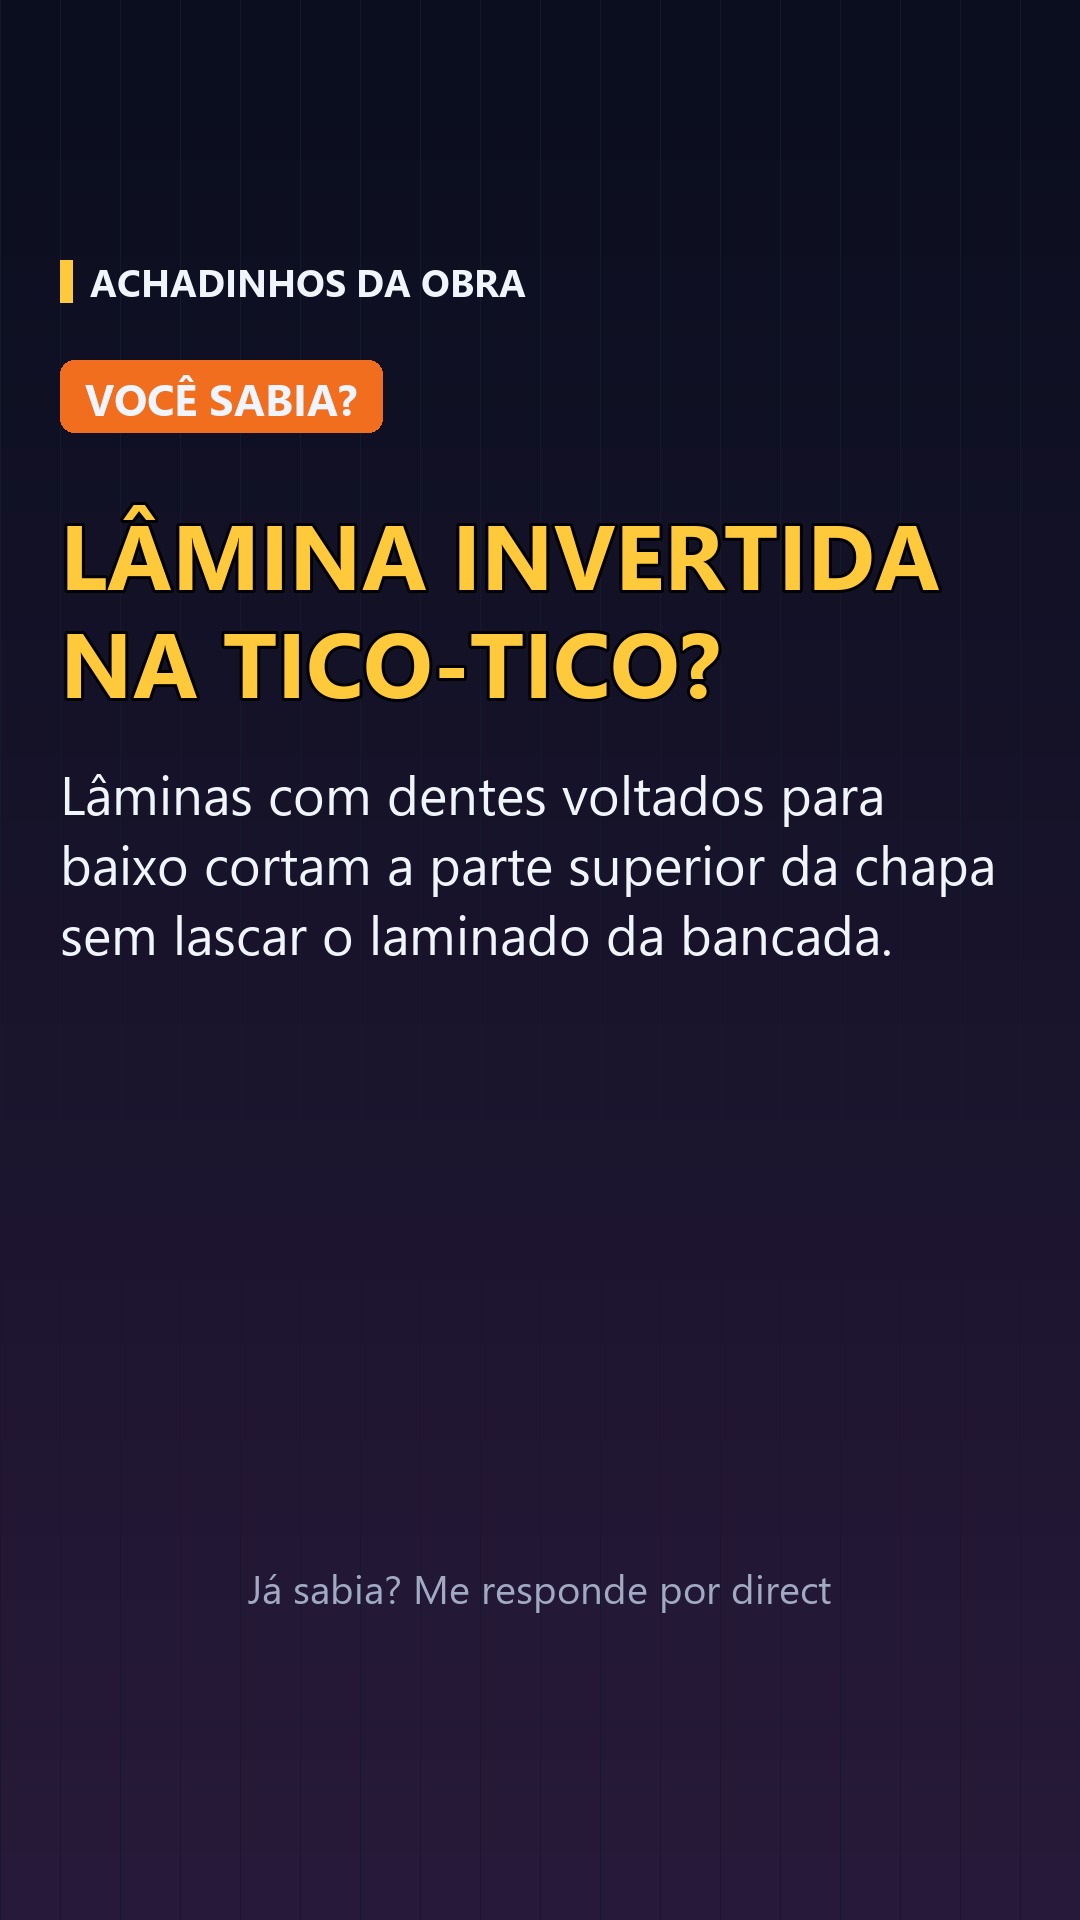 ACHADINHOS DA OBRA
VOCÊ SABIA?
LÂMINA INVERTIDA
NA TICO-TICO?
Lâminas com dentes voltados para
baixo cortam a parte superior da chapa
sem lascar o laminado da bancada.
Já sabia? Me responde por direct